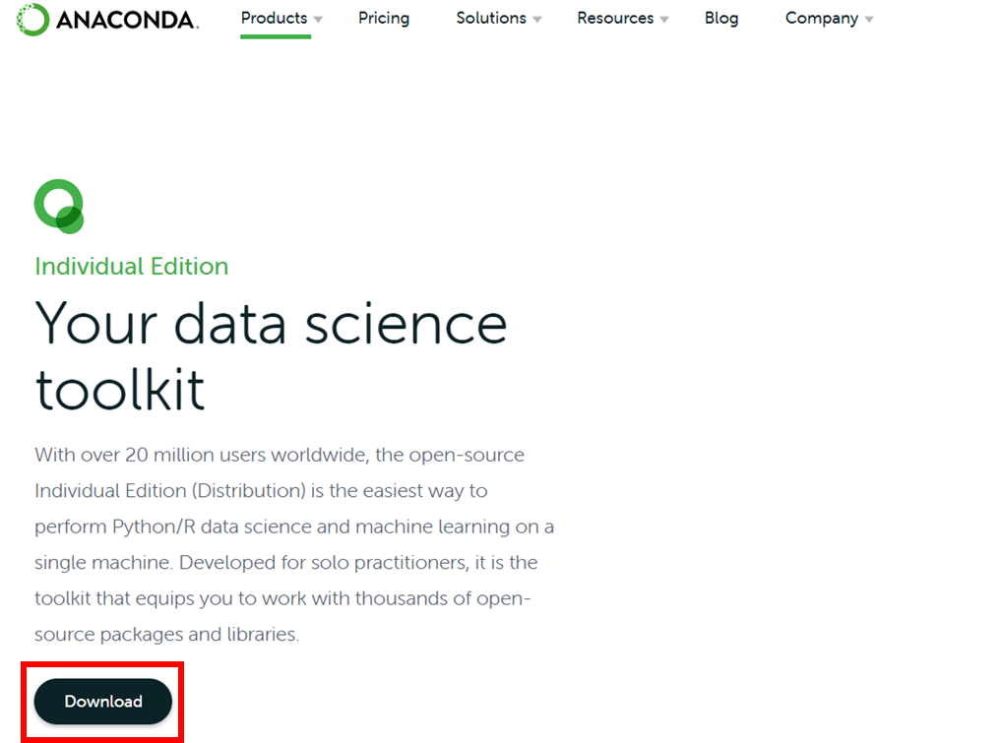 ANACONDA.
Products Pricing Solutions Resources Blog Company
Individual Edition
Your data science
toolkit
With over 20 million users worldwide, the open-source
Individual Edition (Distribution) is the easiest way to
perform Python/R data science and machine learning on a
single machine. Developed for solo practitioners, it is the
toolkit that equips you to work with thousands of open-
source packages and libraries.
Download